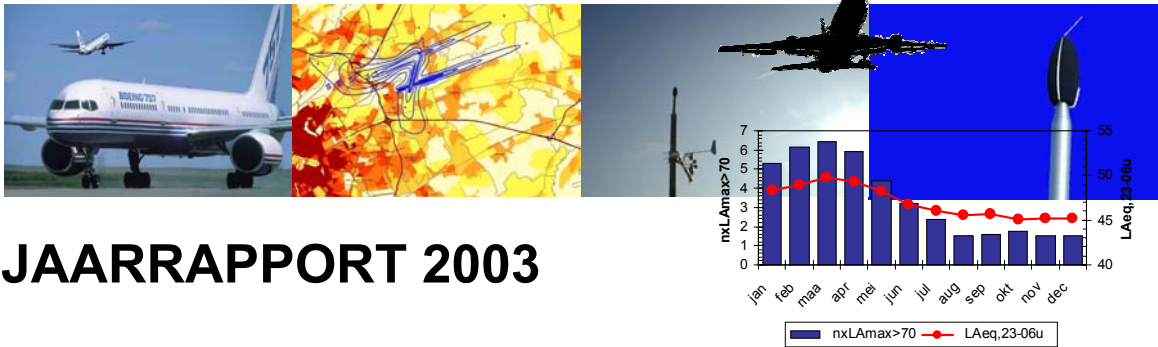 BOEING 757
JAARRAPPORT 2003
7
6
5
4
3
2
1
0
nxLAmax>70
55
50
45
40
LAeq,23-06u
jan
feb
maa
apr
mei
jun
jul
aug
sep
okt
nov
dec
nxLAmax>70 LAeq,23-06u